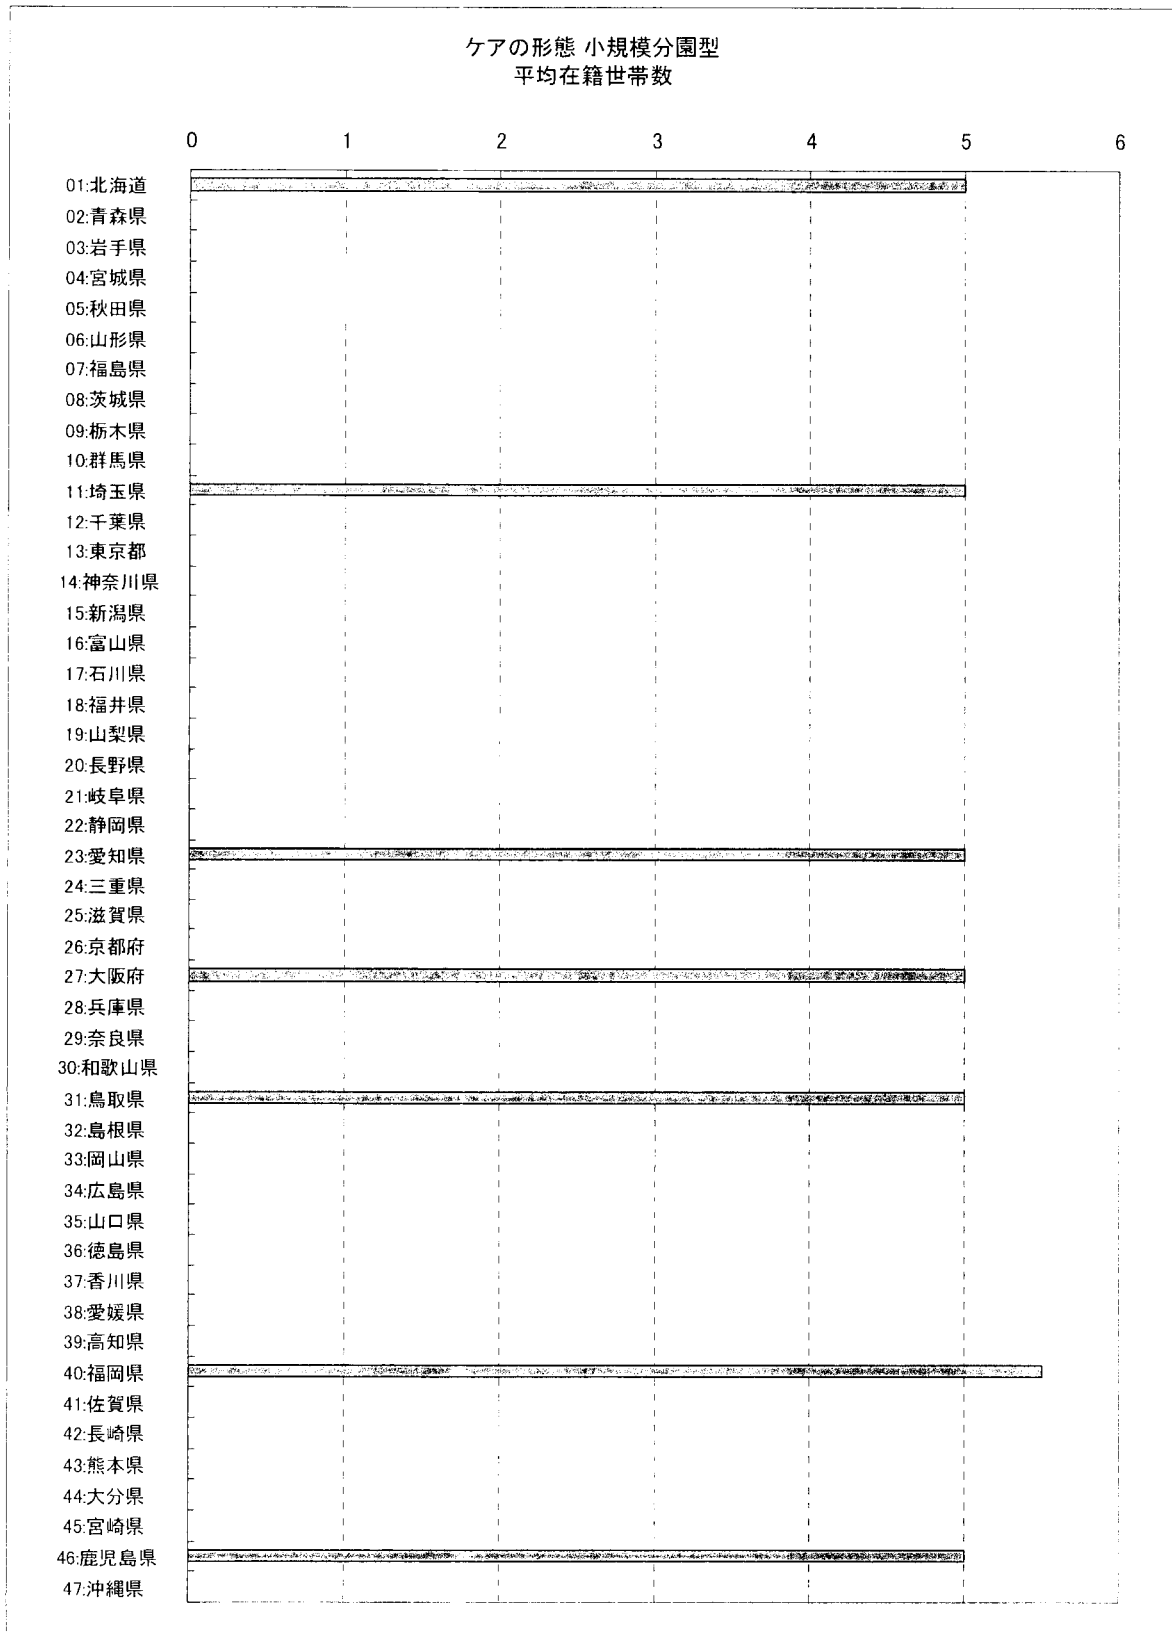 ケアの形態 小規模分園型
平均在籍世帯数
0 1 2 3 4 5 6
01:北海道
02:青森県
03:岩手県
04:宮城県
05:秋田県
06:山形県
07:福島県
08:茨城県
09:栃木県
10:群馬県
11:埼玉県
12:千葉県
13:東京都
14:神奈川県
15:新潟県
16:富山県
17:石川県
18:福井県
19:山梨県
20:長野県
21:岐阜県
22:静岡県
23:愛知県
24:三重県
25:滋賀県
26:京都府
27:大阪府
28:兵庫県
29:奈良県
30:和歌山県
31:鳥取県
32:島根県
33:岡山県
34:広島県
35:山口県
36:徳島県
37:香川県
38:愛媛県
39:高知県
40:福岡県
41:佐賀県
42:長崎県
43:熊本県
44:大分県
45:宮崎県
46:鹿児島県
47:沖縄県